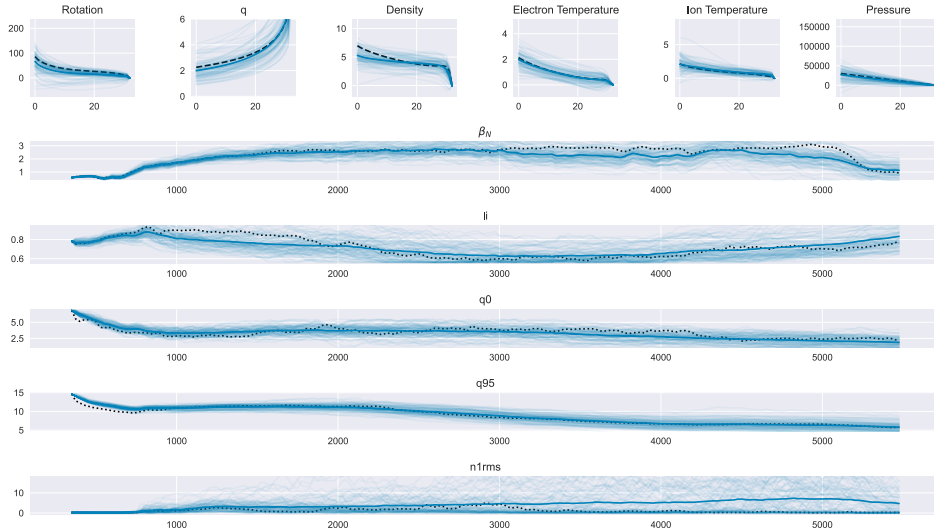 Rotation q Density Electron Temperature Ion Temperature Pressure
200 6 10 5 5 150000
100 4 5 100000
0 2 0 0 0 50000
0 0
0 20 0 20 0 20 0 20 0 20 0 20
βN
3
2
1
1000 2000 3000 4000 5000
li
0.8
0.6
1000 2000 3000 4000 5000
q0
5.0
2.5
1000 2000 3000 4000 5000
q95
15
10
5
1000 2000 3000 4000 5000
n1rms
10
0
1000 2000 3000 4000 5000